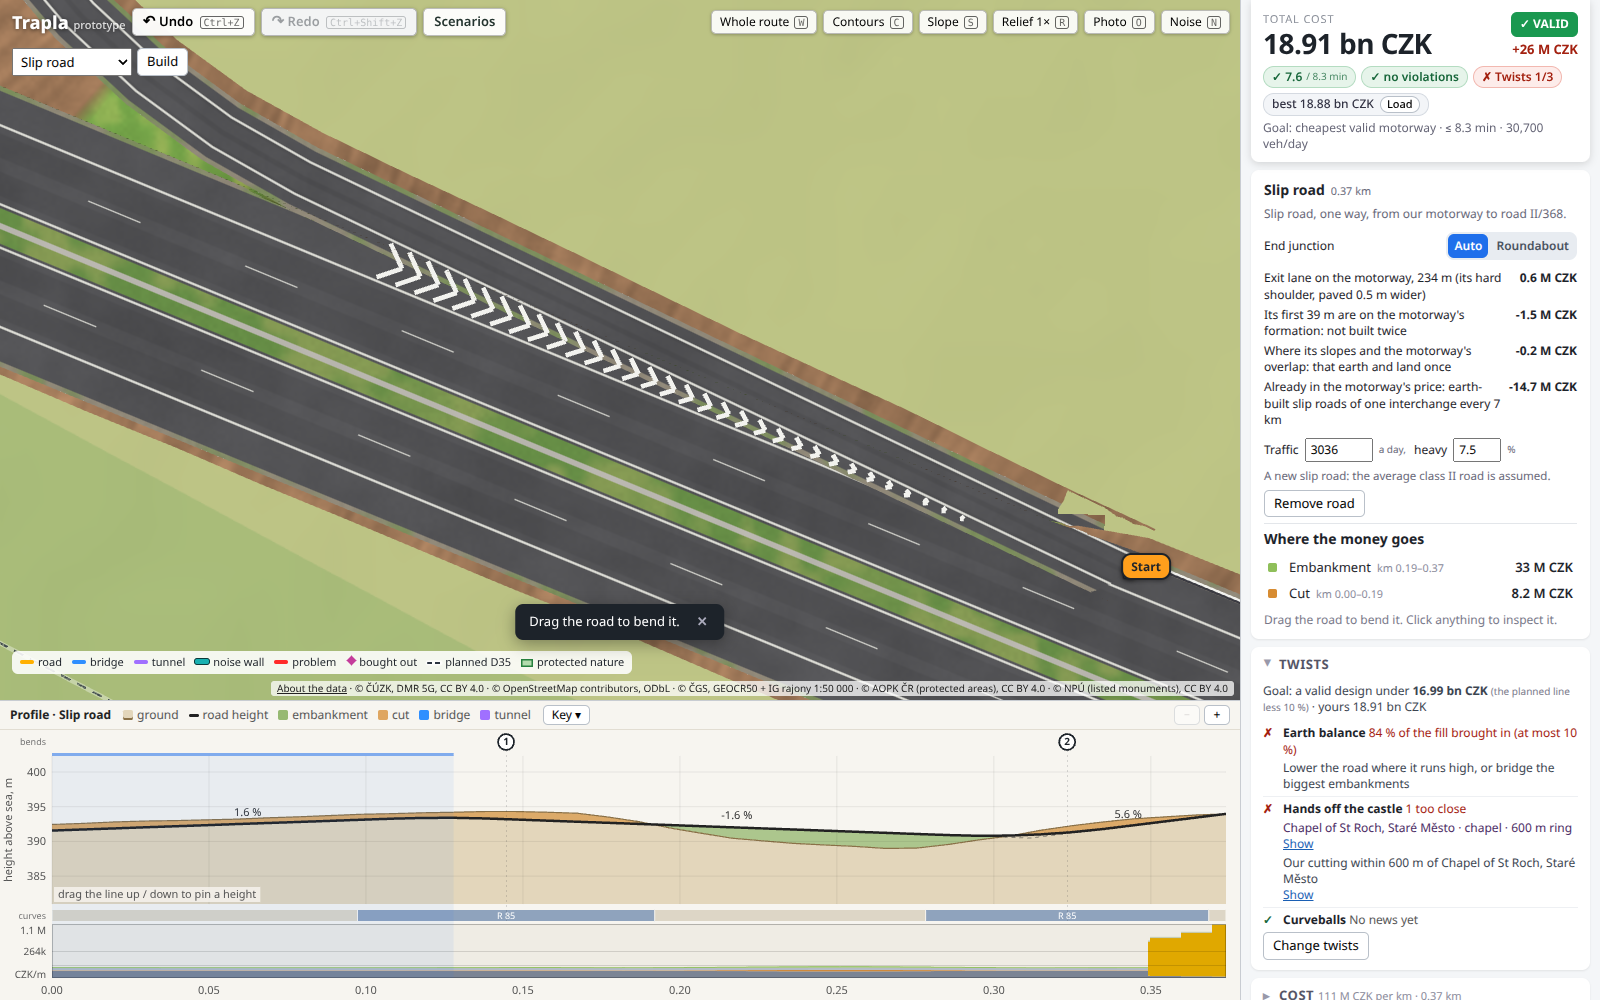 Trapla prototype
↶ Undo Ctrl+Z
↷ Redo Ctrl+Shift+Z
Scenarios
Whole route W
Contours C
Slope S
Relief 1× R
Photo O
Noise N
Slip road
Build
Start
Drag the road to bend it. ✕
road bridge tunnel noise wall problem bought out planned D35 protected nature
About the data · © ČÚZK, DMR 5G, CC BY 4.0 · © OpenStreetMap contributors, ODbL · © ČGS, GEOCR50 + IG rajony 1:50 000 · © AOPK ČR (protected areas), CC BY 4.0 · © NPÚ (listed monuments), CC BY 4.0
Profile · Slip road ground road height embankment cut bridge tunnel Key ▾ − +
bends 1 2
height above sea, m
400
395
390
385
1.6 %
-1.6 %
5.6 %
drag the line up / down to pin a height
curves R 85 R 85
1.1 M
264k
CZK/m
0.00 0.05 0.10 0.15 0.20 0.25 0.30 0.35
TOTAL COST
18.91 bn CZK
✓ VALID
+26 M CZK
✓ 7.6 / 8.3 min
✓ no violations
✗ Twists 1/3
best 18.88 bn CZK Load
Goal: cheapest valid motorway · ≤ 8.3 min · 30,700
veh/day
Slip road 0.37 km
Slip road, one way, from our motorway to road II/368.
End junction Auto Roundabout
Exit lane on the motorway, 234 m (its hard 0.6 M CZK
shoulder, paved 0.5 m wider)
Its first 39 m are on the motorway's -1.5 M CZK
formation: not built twice
Where its slopes and the motorway's -0.2 M CZK
overlap: that earth and land once
Already in the motorway's price: earth- -14.7 M CZK
built slip roads of one interchange every 7
km
Traffic 3036 a day, heavy 7.5 %
A new slip road: the average class II road is assumed.
Remove road
Where the money goes
Embankment km 0.19–0.37 33 M CZK
Cut km 0.00–0.19 8.2 M CZK
Drag the road to bend it. Click anything to inspect it.
▼ TWISTS
Goal: a valid design under 16.99 bn CZK (the planned line
less 10 %) · yours 18.91 bn CZK
✗ Earth balance 84 % of the fill brought in (at most 10
%)
Lower the road where it runs high, or bridge the
biggest embankments
✗ Hands off the castle 1 too close
Chapel of St Roch, Staré Město · chapel · 600 m ring
Show
Our cutting within 600 m of Chapel of St Roch, Staré
Město
Show
✓ Curveballs No news yet
Change twists
▶ COST 111 M CZK per km · 0.37 km